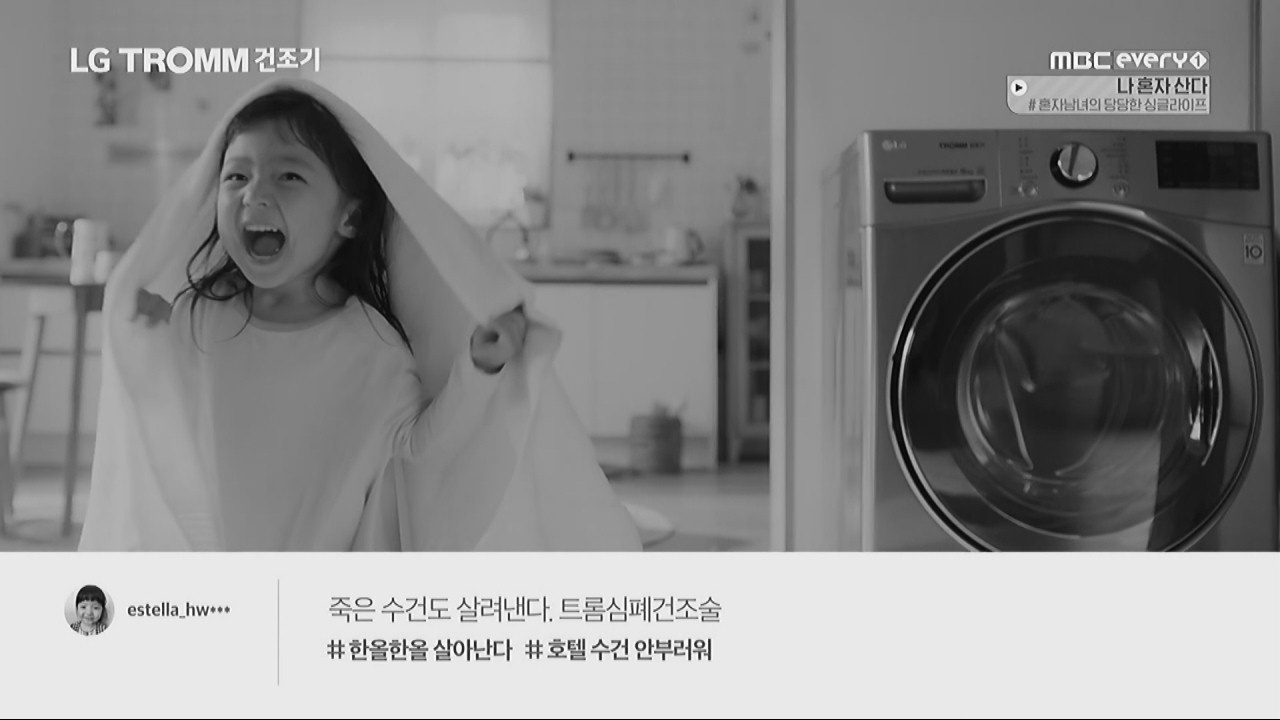 LG TROMM 건조기
MBC every1
나 혼자 산다
# 혼자남녀의 당당한 싱글라이프
LG
TROMM
10
estella_hw***
죽은 수건도 살려낸다. 트롬심폐건조술
# 한올한올 살아난다 # 호텔 수건 안부러워